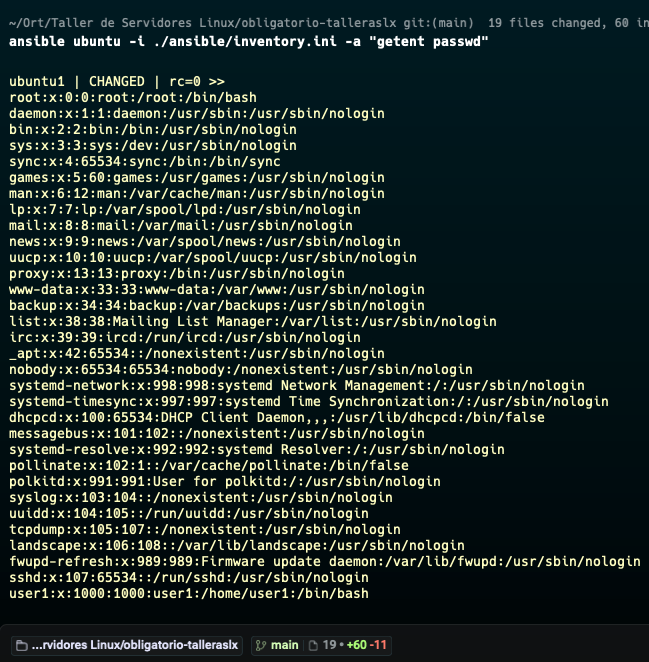 ~/Ort/Taller de Servidores Linux/obligatorio-talleraslx git:(main)  19 files changed, 60 in
ansible ubuntu -i ./ansible/inventory.ini -a "getent passwd"
ubuntu1 | CHANGED | rc=0 >>
root:x:0:0:root:/root:/bin/bash
daemon:x:1:1:daemon:/usr/sbin:/usr/sbin/nologin
bin:x:2:2:bin:/bin:/usr/sbin/nologin
sys:x:3:3:sys:/dev:/usr/sbin/nologin
sync:x:4:65534:sync:/bin:/bin/sync
games:x:5:60:games:/usr/games:/usr/sbin/nologin
man:x:6:12:man:/var/cache/man:/usr/sbin/nologin
lp:x:7:7:lp:/var/spool/lpd:/usr/sbin/nologin
mail:x:8:8:mail:/var/mail:/usr/sbin/nologin
news:x:9:9:news:/var/spool/news:/usr/sbin/nologin
uucp:x:10:10:uucp:/var/spool/uucp:/usr/sbin/nologin
proxy:x:13:13:proxy:/bin:/usr/sbin/nologin
www-data:x:33:33:www-data:/var/www:/usr/sbin/nologin
backup:x:34:34:backup:/var/backups:/usr/sbin/nologin
list:x:38:38:Mailing List Manager:/var/list:/usr/sbin/nologin
irc:x:39:39:ircd:/run/ircd:/usr/sbin/nologin
_apt:x:42:65534::/nonexistent:/usr/sbin/nologin
nobody:x:65534:65534:nobody:/nonexistent:/usr/sbin/nologin
systemd-network:x:998:998:systemd Network Management:/:/usr/sbin/nologin
systemd-timesync:x:997:997:systemd Time Synchronization:/:/usr/sbin/nologin
dhcpcd:x:100:65534:DHCP Client Daemon,,,:/usr/lib/dhcpcd:/bin/false
messagebus:x:101:102::/nonexistent:/usr/sbin/nologin
systemd-resolve:x:992:992:systemd Resolver:/:/usr/sbin/nologin
pollinate:x:102:1::/var/cache/pollinate:/bin/false
polkitd:x:991:991:User for polkitd:/:/usr/sbin/nologin
syslog:x:103:104::/nonexistent:/usr/sbin/nologin
uuidd:x:104:105::/run/uuidd:/usr/sbin/nologin
tcpdump:x:105:107::/nonexistent:/usr/sbin/nologin
landscape:x:106:108::/var/lib/landscape:/usr/sbin/nologin
fwupd-refresh:x:989:989:Firmware update daemon:/var/lib/fwupd:/usr/sbin/nologin
sshd:x:107:65534::/run/sshd:/usr/sbin/nologin
user1:x:1000:1000:user1:/home/user1:/bin/bash
...rvidores Linux/obligatorio-talleraslx main 19 • +60 -11